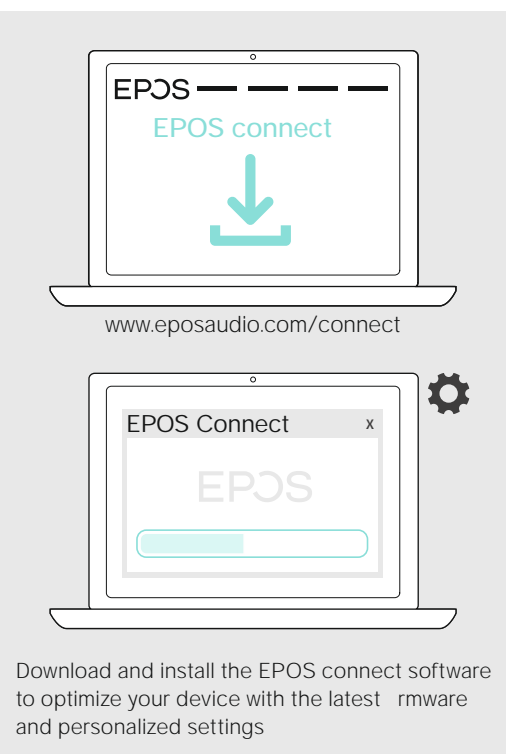 EPOS
EPOS connect
www.eposaudio.com/connect
EPOS Connect x
EPOS
Download and install the EPOS connect software
to optimize your device with the latest rmware
and personalized settings